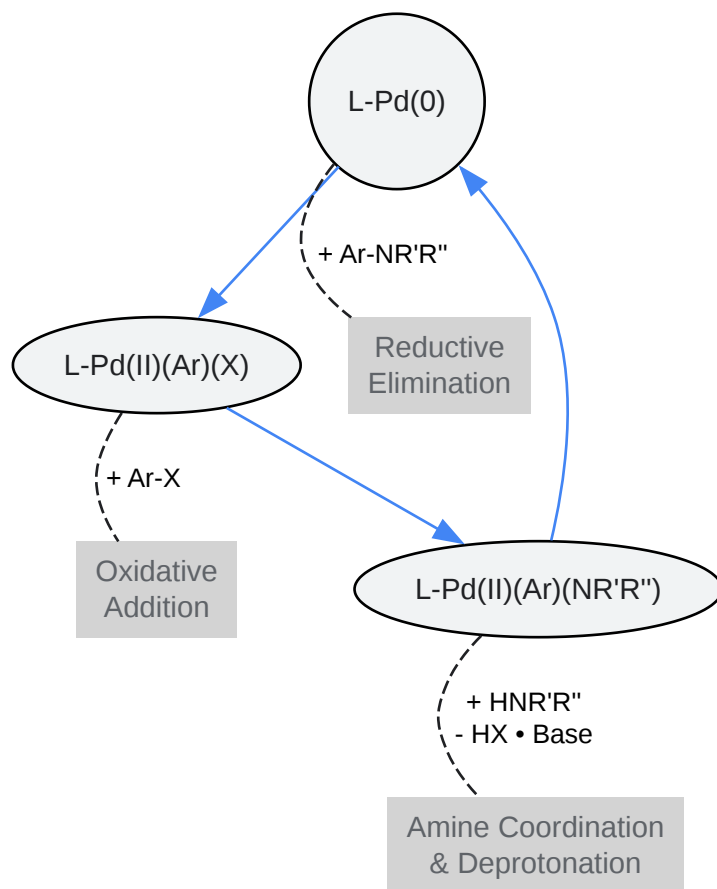 L-Pd(0)
+ Ar-NR'R"
Reductive
Elimination
L-Pd(II)(Ar)(X)
+ Ar-X
Oxidative
Addition
L-Pd(II)(Ar)(NR'R")
+ HNR'R"
- HX • Base
Amine Coordination
& Deprotonation